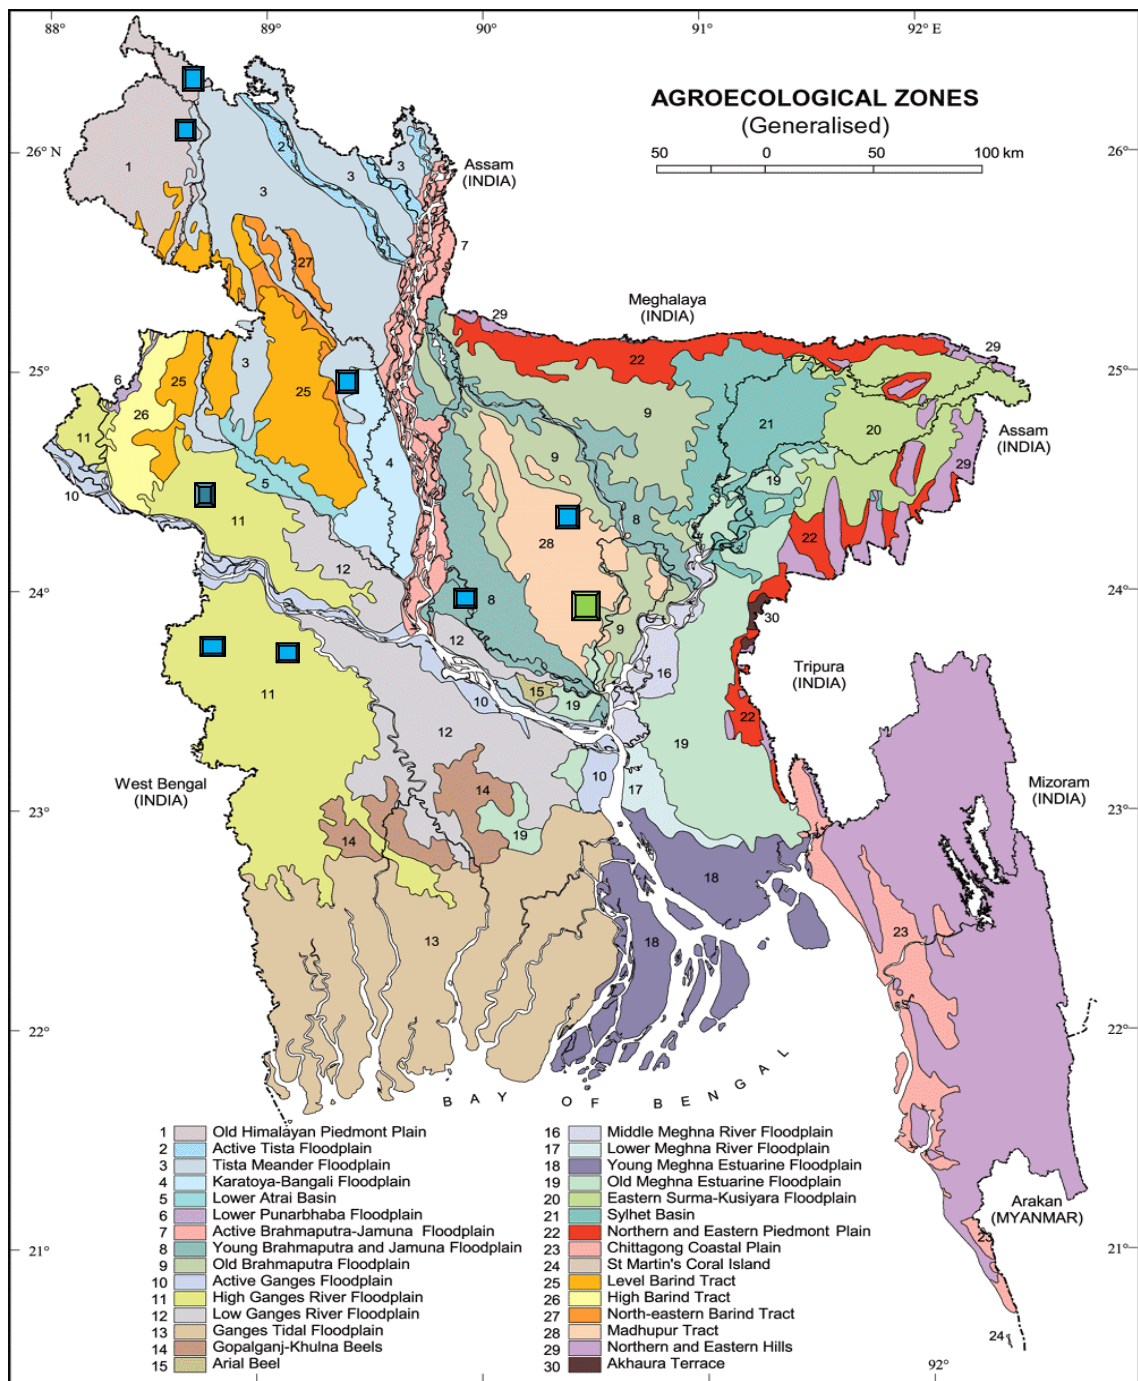 88° 89° 90° 91° 92° E
AGROECOLOGICAL ZONES
(Generalised)
50 0 50 100 km
26° N
26°
Assam
(INDIA)
1
2
3
3
3
7
27
Meghalaya
(INDIA)
29
29
22
25°
25°
6
25
3
25
26
11
4
9
9
21
20
Assam
(INDIA)
29
19
10
5
11
8
28
22
12
24°
24°
8
9
30
12
16
Tripura
(INDIA)
15
19
10
22
11
12
19
West Bengal
(INDIA)
10
17
14
Mizoram
(INDIA)
23°
23°
19
14
18
13
18
23
22°
22°
BAY OF BENGAL
Arakan
(MYANMAR)
23
21°
21°
24
92°
1 Old Himalayan Piedmont Plain
2 Active Tista Floodplain
3 Tista Meander Floodplain
4 Karatoya-Bangali Floodplain
5 Lower Atrai Basin
6 Lower Punarbhaba Floodplain
7 Active Brahmaputra-Jamuna Floodplain
8 Young Brahmaputra and Jamuna Floodplain
9 Old Brahmaputra Floodplain
10 Active Ganges Floodplain
11 High Ganges River Floodplain
12 Low Ganges River Floodplain
13 Ganges Tidal Floodplain
14 Gopalganj-Khulna Beels
15 Arial Beel
16 Middle Meghna River Floodplain
17 Lower Meghna River Floodplain
18 Young Meghna Estuarine Floodplain
19 Old Meghna Estuarine Floodplain
20 Eastern Surma-Kusiyara Floodplain
21 Sylhet Basin
22 Northern and Eastern Piedmont Plain
23 Chittagong Coastal Plain
24 St Martin's Coral Island
25 Level Barind Tract
26 High Barind Tract
27 North-eastern Barind Tract
28 Madhupur Tract
29 Northern and Eastern Hills
30 Akhaura Terrace